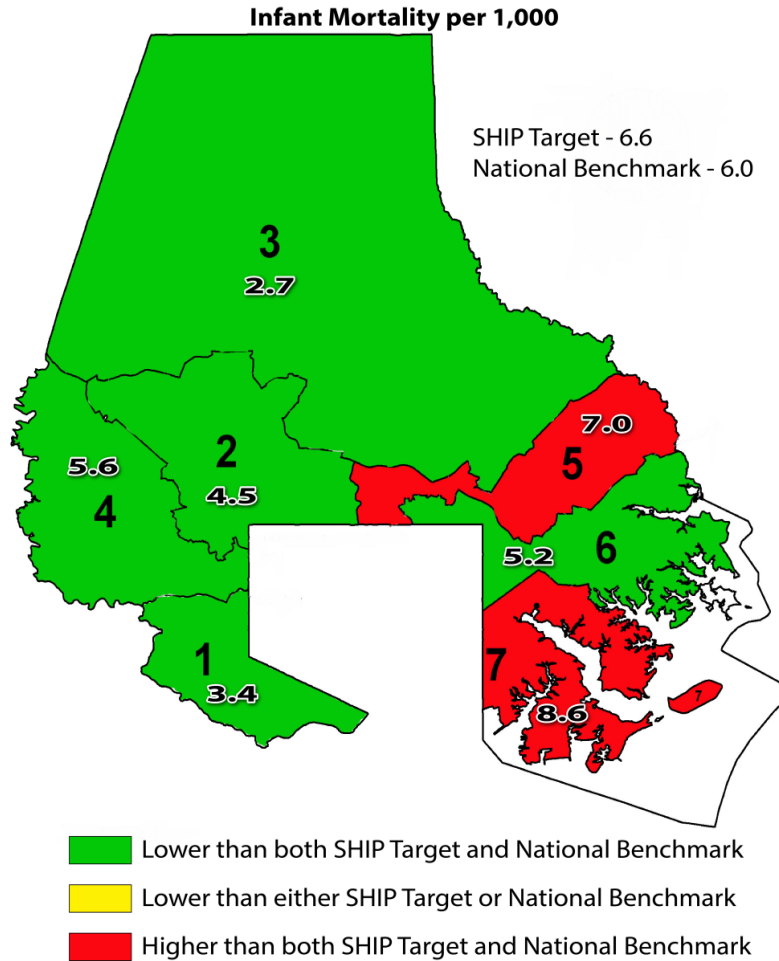 Infant Mortality per 1,000
SHIP Target - 6.6
National Benchmark - 6.0
3
2.7
7.0
5
2
4.5
5.6
4
6
5.2
1
3.4
7
8.6
7
Lower than both SHIP Target and National Benchmark
Lower than either SHIP Target or National Benchmark
Higher than both SHIP Target and National Benchmark